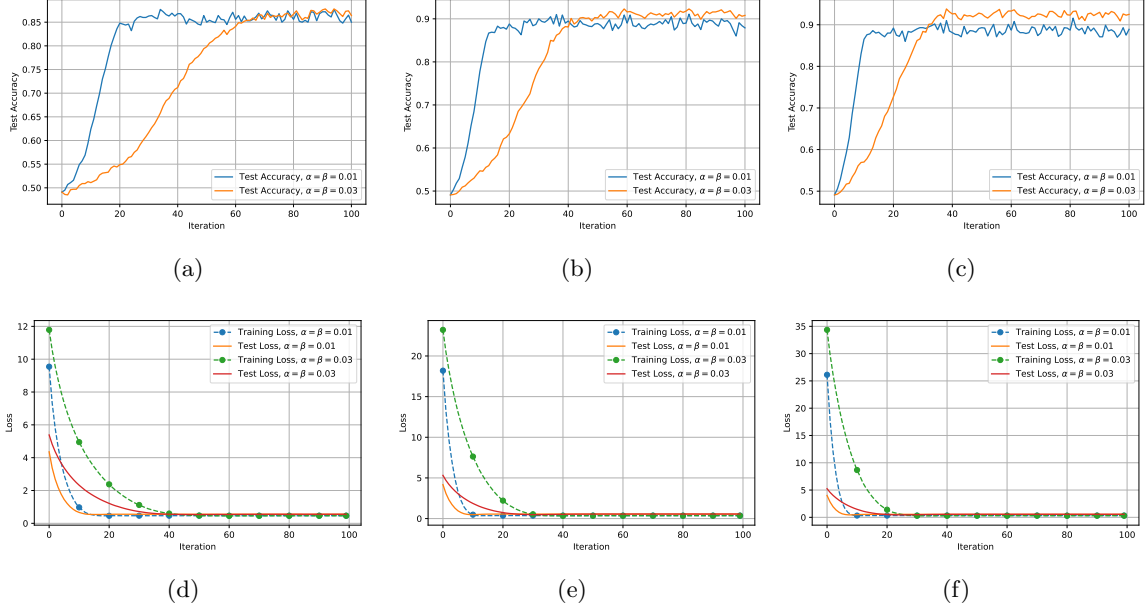 0.85
0.80
0.75
0.70
0.65
0.60
0.55
0.50
Test Accuracy
Test Accuracy, α = β = 0.01
Test Accuracy, α = β = 0.03
0 20 40 60 80 100
Iteration
(a)
0.9
0.8
0.7
0.6
0.5
Test Accuracy
Test Accuracy, α = β = 0.01
Test Accuracy, α = β = 0.03
0 20 40 60 80 100
Iteration
(b)
0.9
0.8
0.7
0.6
0.5
Test Accuracy
Test Accuracy, α = β = 0.01
Test Accuracy, α = β = 0.03
0 20 40 60 80 100
Iteration
(c)
12
10
8
6
4
2
0
Loss
Training Loss, α = β = 0.01
Test Loss, α = β = 0.01
Training Loss, α = β = 0.03
Test Loss, α = β = 0.03
0 20 40 60 80 100
Iteration
(d)
20
15
10
5
0
Loss
Training Loss, α = β = 0.01
Test Loss, α = β = 0.01
Training Loss, α = β = 0.03
Test Loss, α = β = 0.03
0 20 40 60 80 100
Iteration
(e)
35
30
25
20
15
10
5
0
Loss
Training Loss, α = β = 0.01
Test Loss, α = β = 0.01
Training Loss, α = β = 0.03
Test Loss, α = β = 0.03
0 20 40 60 80 100
Iteration
(f)